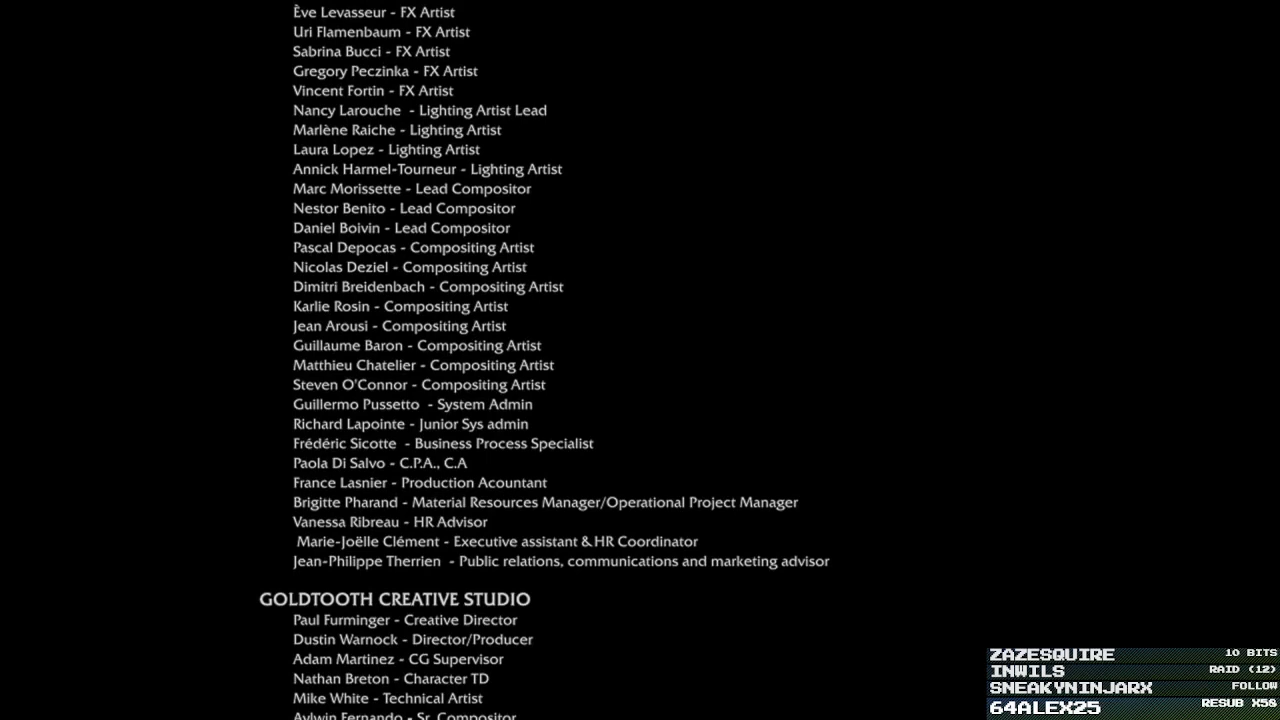 Ève Levasseur - FX Artist
Uri Flamenbaum - FX Artist
Sabrina Bucci - FX Artist
Gregory Peczinka - FX Artist
Vincent Fortin - FX Artist
Nancy Larouche  - Lighting Artist Lead
Marlène Raiche - Lighting Artist
Laura Lopez - Lighting Artist
Annick Harmel-Tourneur - Lighting Artist
Marc Morissette - Lead Compositor
Nestor Benito - Lead Compositor
Daniel Boivin - Lead Compositor
Pascal Depocas - Compositing Artist
Nicolas Deziel - Compositing Artist
Dimitri Breidenbach - Compositing Artist
Karlie Rosin - Compositing Artist
Jean Arousi - Compositing Artist
Guillaume Baron - Compositing Artist
Matthieu Chatelier - Compositing Artist
Steven O'Connor - Compositing Artist
Guillermo Pussetto  - System Admin
Richard Lapointe - Junior Sys admin
Frédéric Sicotte  - Business Process Specialist
Paola Di Salvo - C.P.A., C.A
France Lasnier - Production Acountant
Brigitte Pharand - Material Resources Manager/Operational Project Manager
Vanessa Ribreau - HR Advisor
Marie-Joëlle Clément - Executive assistant & HR Coordinator
Jean-Philippe Therrien  - Public relations, communications and marketing advisor
GOLDTOOTH CREATIVE STUDIO
Paul Furminger - Creative Director
Dustin Warnock - Director/Producer
Adam Martinez - CG Supervisor
Nathan Breton - Character TD
Mike White - Technical Artist
Aylwin Fernando - Sr. Compositor
ZAZESQUIRE 10 BITS
INWILS RAID (12)
SNEAKYNINJARX FOLLOW
64ALEX25 RESUB X50